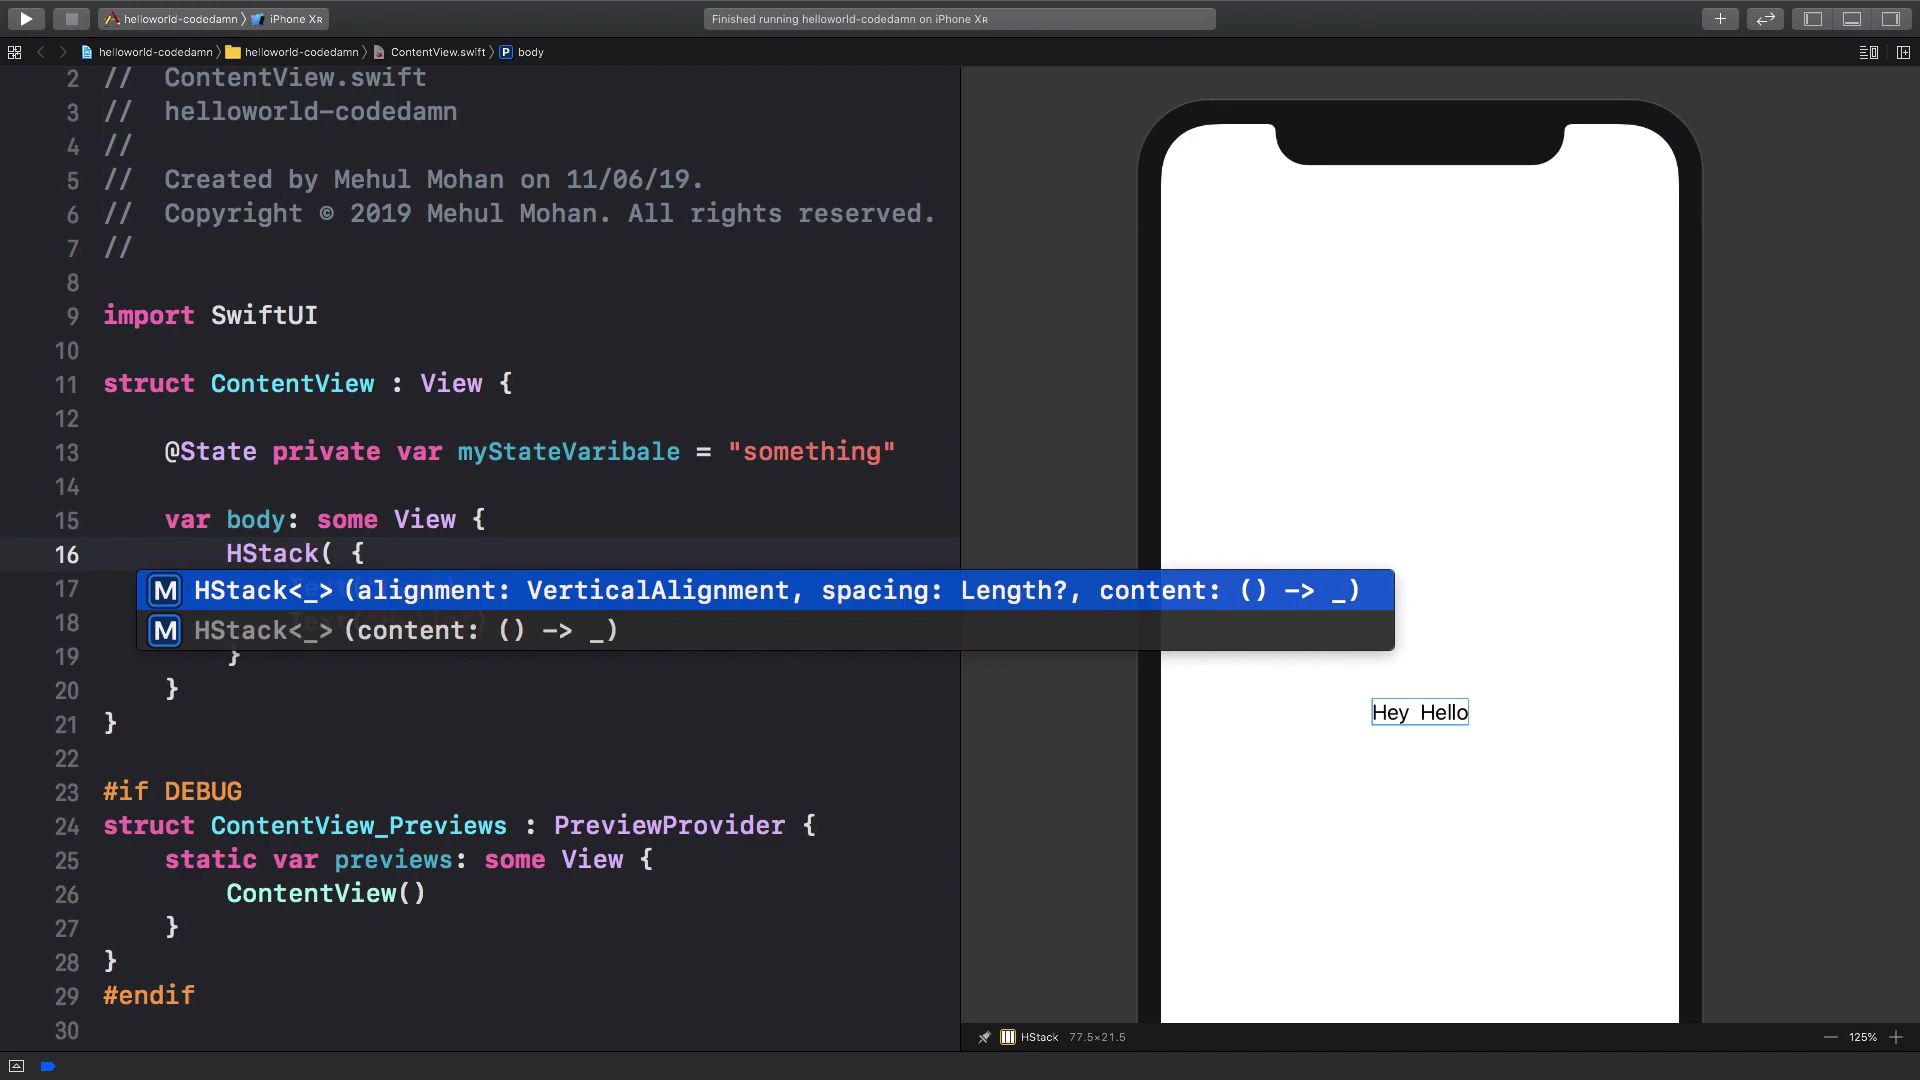 helloworld-codedamn
iPhone XR
Finished running helloworld-codedamn on iPhone XR
helloworld-codedamn
helloworld-codedamn
ContentView.swift
P body
2 // ContentView.swift
3 // helloworld-codedamn
4 //
5 // Created by Mehul Mohan on 11/06/19.
6 // Copyright © 2019 Mehul Mohan. All rights reserved.
7 //
8
9 import SwiftUI
10
11 struct ContentView : View {
12
13 @State private var myStateVaribale = "something"
14
15 var body: some View {
16 HStack( {
17
M HStack<_> (alignment: VerticalAlignment, spacing: Length?, content: () -> _)
18
M HStack<_> (content: () -> _)
19 }
20 }
21 }
22
23 #if DEBUG
24 struct ContentView_Previews : PreviewProvider {
25 static var previews: some View {
26 ContentView()
27 }
28 }
29 #endif
30
Hey Hello
HStack 77.5×21.5
125%